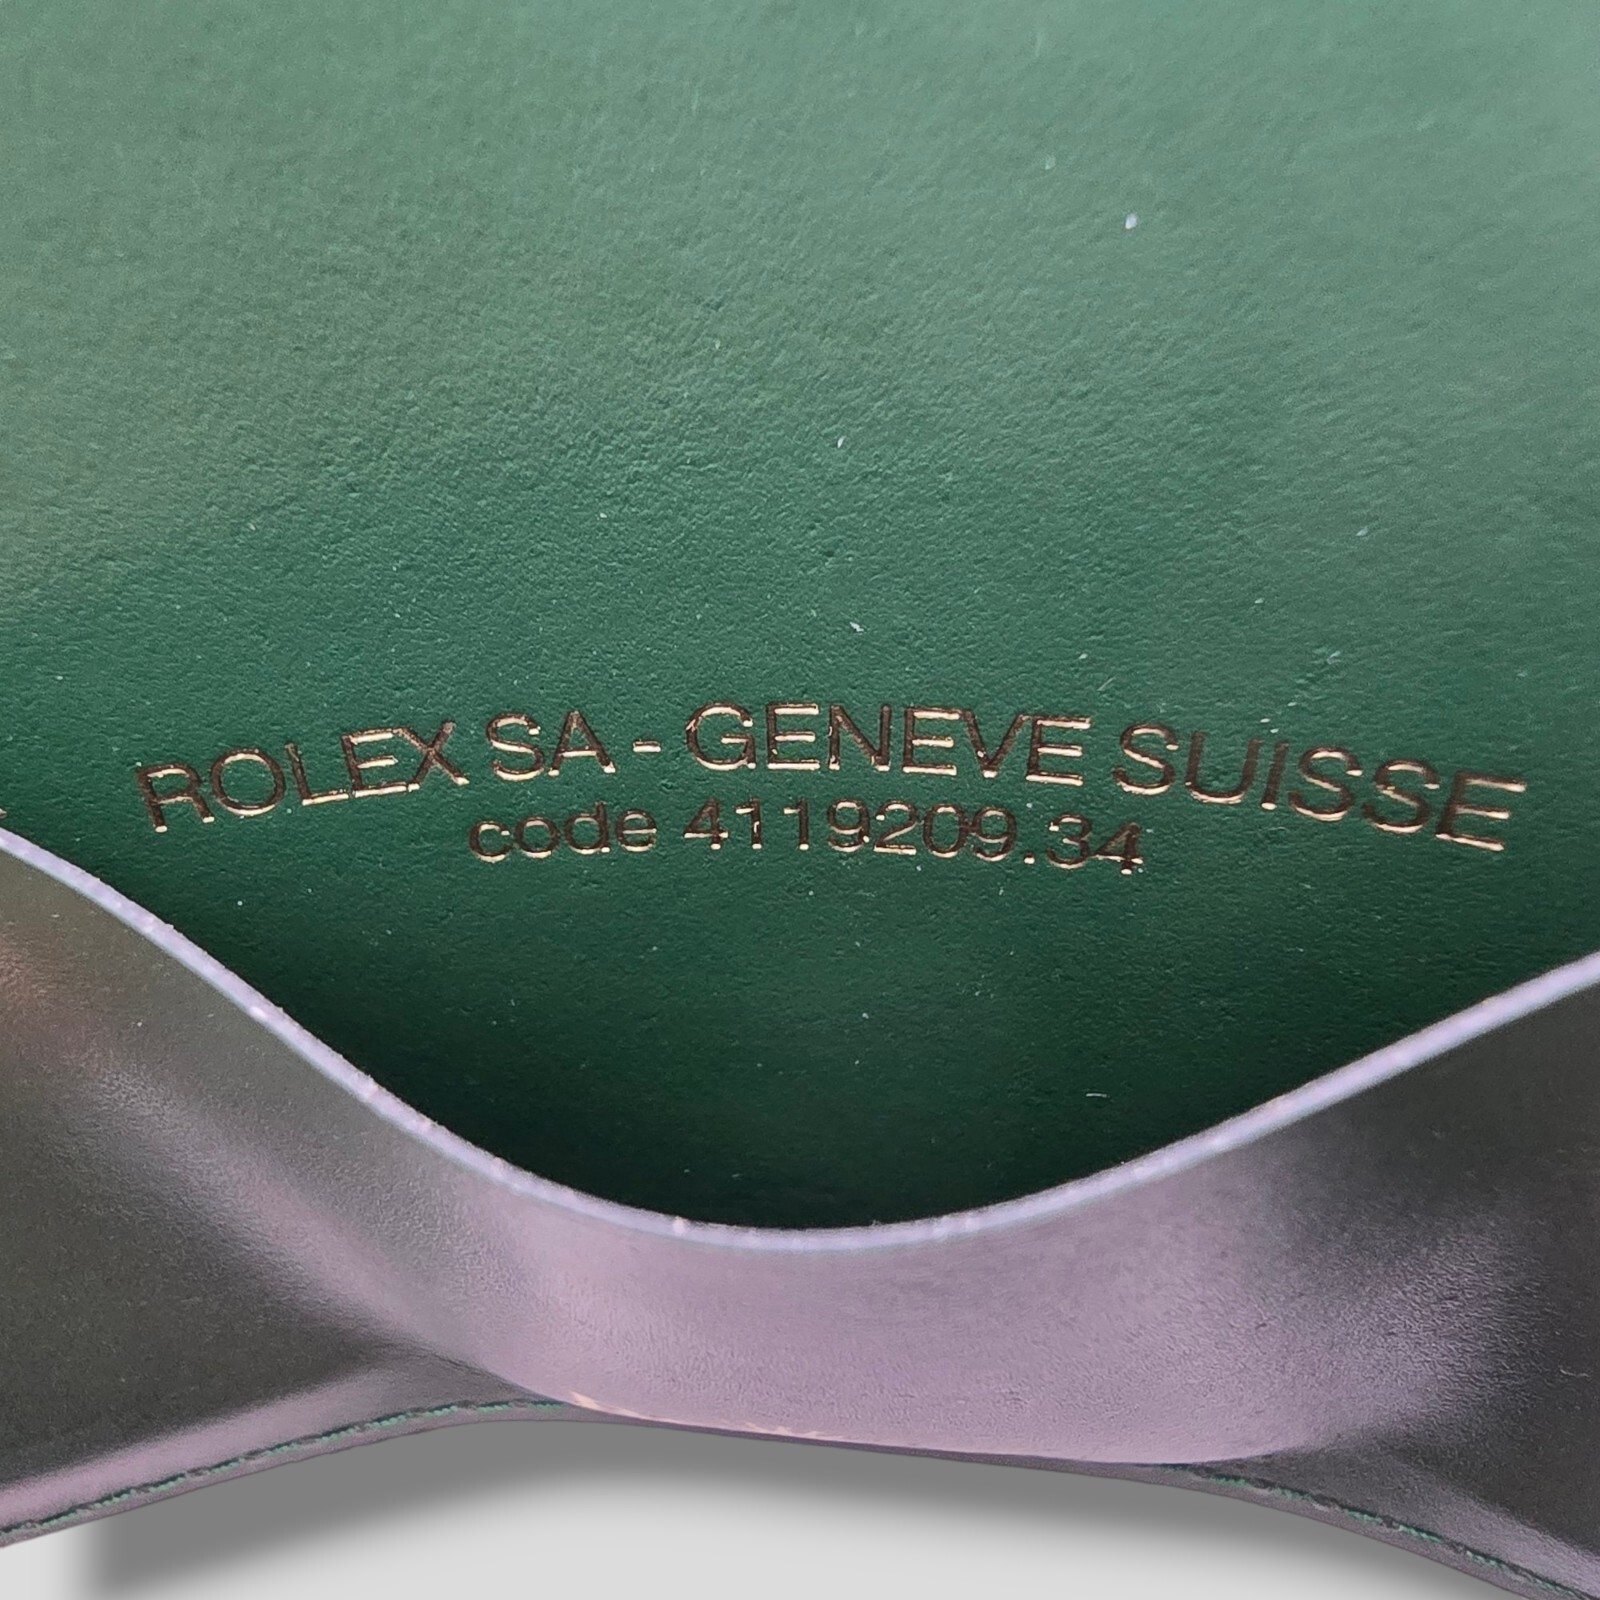 ROLEX SA - GENEVE SUISSE
code 4119209.34